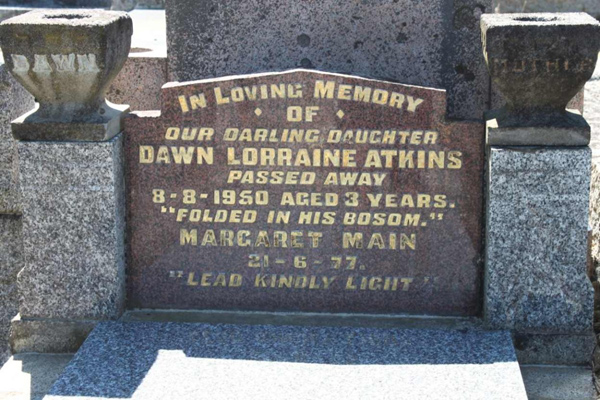 DAWN
MOTHER
IN LOVING MEMORY
OF
OUR DARLING DAUGHTER
DAWN LORRAINE ATKINS
PASSED AWAY
8-8-1950 AGED 3 YEARS.
"FOLDED IN HIS BOSOM."
MARGARET MAIN
21-6-77.
"LEAD KINDLY LIGHT"